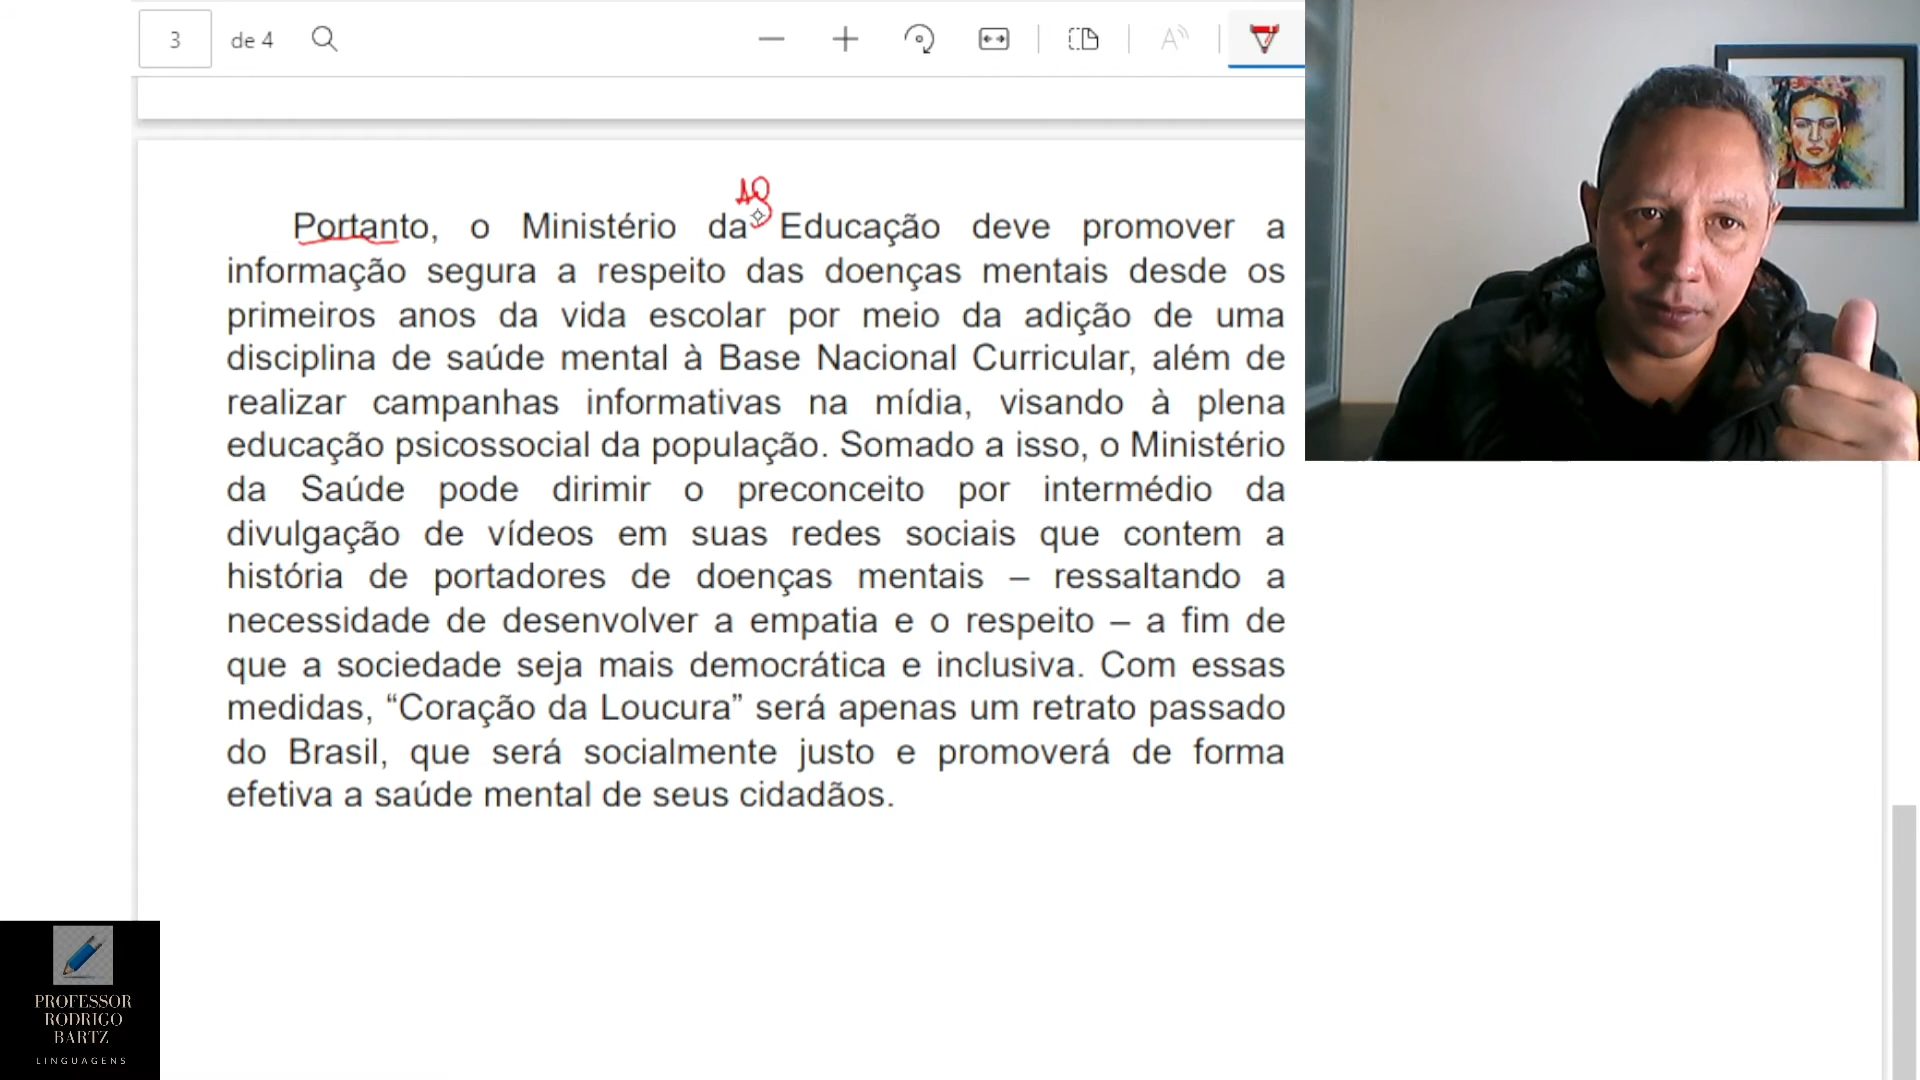 3 de 4
Portanto, o Ministério da Educação deve promover a
informação segura a respeito das doenças mentais desde os
primeiros anos da vida escolar por meio da adição de uma
disciplina de saúde mental à Base Nacional Curricular, além de
realizar campanhas informativas na mídia, visando à plena
educação psicossocial da população. Somado a isso, o Ministério
da Saúde pode dirimir o preconceito por intermédio da
divulgação de vídeos em suas redes sociais que contem a
história de portadores de doenças mentais – ressaltando a
necessidade de desenvolver a empatia e o respeito – a fim de
que a sociedade seja mais democrática e inclusiva. Com essas
medidas, “Coração da Loucura” será apenas um retrato passado
do Brasil, que será socialmente justo e promoverá de forma
efetiva a saúde mental de seus cidadãos.
PROFESSOR
RODRIGO
BARTZ
LINGUAGENS